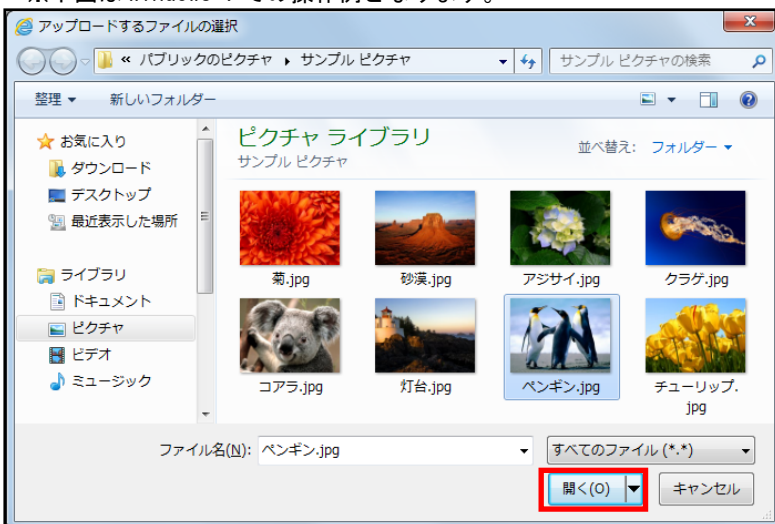 アップロードするファイルの選択
« パブリックのピクチャ ▸ サンプル ピクチャ
サンプル ピクチャの検索
整理 ▼ 新しいフォルダー
お気に入り
ダウンロード
デスクトップ
最近表示した場所
ライブラリ
ドキュメント
ピクチャ
ビデオ
ミュージック
ピクチャ ライブラリ
サンプル ピクチャ
並べ替え: フォルダー ▼
菊.jpg
砂漠.jpg
アジサイ.jpg
クラゲ.jpg
コアラ.jpg
灯台.jpg
ペンギン.jpg
チューリップ.
jpg
ファイル名(N): ペンギン.jpg
すべてのファイル (*.*)
開く(O)
キャンセル